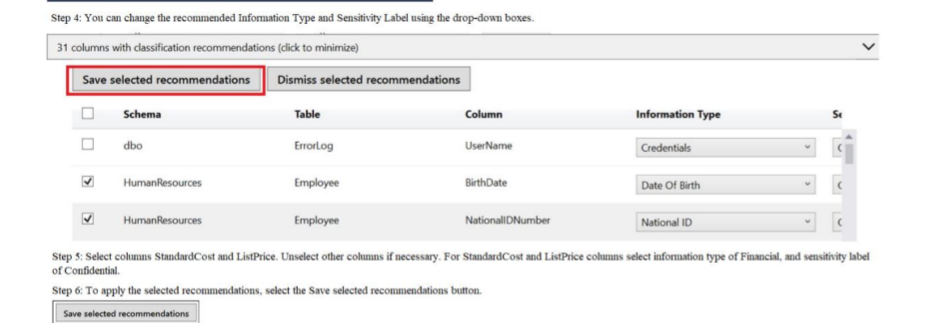 Step 4: You can change the recommended Information Type and Sensitivity Label using the drop-down boxes.
31 columns with classification recommendations (click to minimize)
Save selected recommendations Dismiss selected recommendations
Schema Table Column Information Type
dbo ErrorLog UserName Credentials
HumanResources Employee BirthDate Date Of Birth
HumanResources Employee NationalIDNumber National ID
Step 5: Select columns StandardCost and ListPrice. Unselect other columns if necessary. For StandardCost and ListPrice columns select information type of Financial, and sensitivity label
of Confidential.
Step 6: To apply the selected recommendations, select the Save selected recommendations button.
Save selected recommendations